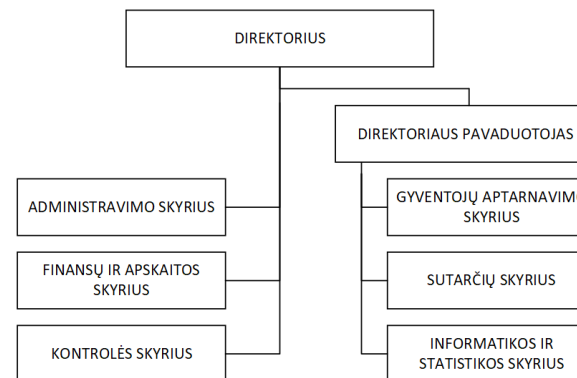 DIREKTORIUS
DIREKTORIAUS PAVADUOTOJAS
ADMINISTRAVIMO SKYRIUS
GYVENTOJŲ APTARNAVIMO
SKYRIUS
FINANSŲ IR APSKAITOS
SKYRIUS
SUTARČIŲ SKYRIUS
KONTROLĖS SKYRIUS
INFORMATIKOS IR
STATISTIKOS SKYRIUS